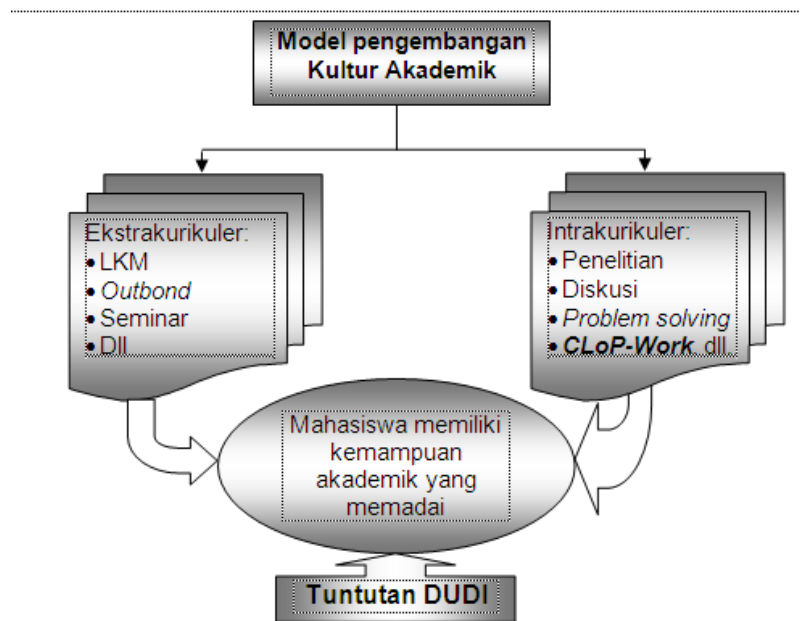 Model pengembangan
Kultur Akademik
Ekstrakurikuler:
• LKM
• Outbond
• Seminar
• Dll
Intrakurikuler:
• Penelitian
• Diskusi
• Problem solving
• CLoP-Work, dll.
Mahasiswa memiliki
kemampuan
akademik yang
memadai
Tuntutan DUDI